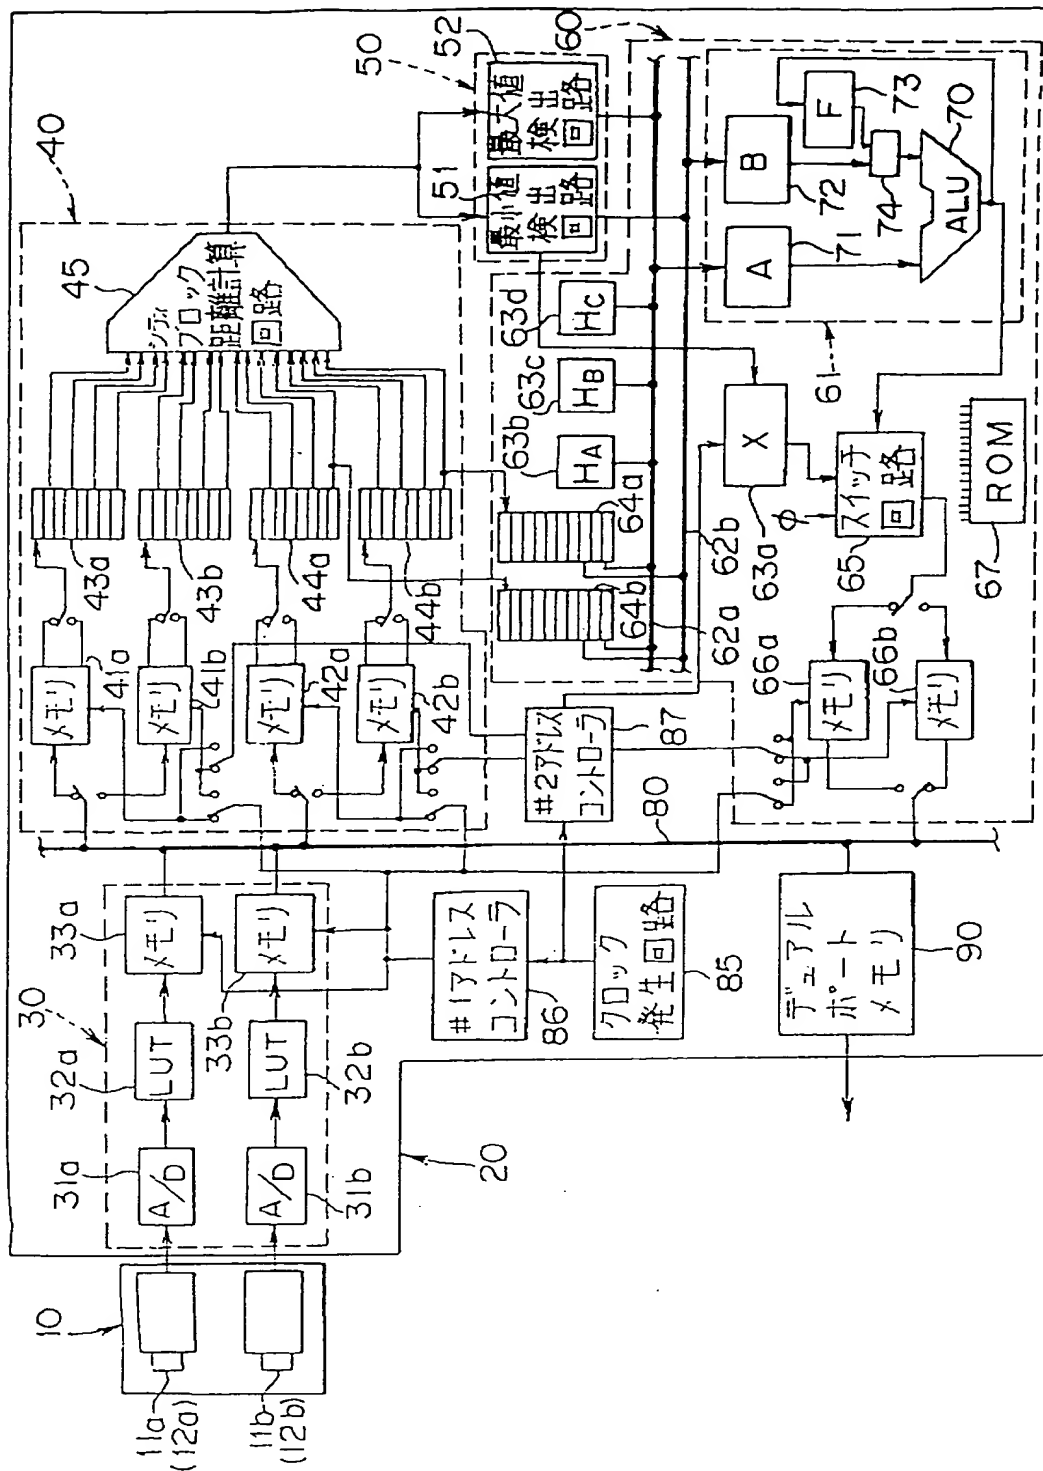 10
11a
(12a)
11b
(12b)
20
30
31a
A/D
32a
LUT
33a
メモリ
31b
A/D
32b
LUT
33b
メモリ
40
メモリ
41a
メモリ
41b
メモリ
42a
メモリ
42b
43a
43b
44a
44b
45
シティ
ブロック
距離計算
回路
50
51
最小値
検出
回路
52
最大値
検出
回路
60
61
62a
62b
63a
X
63b
HA
63c
HB
63d
HC
64a
64b
65
スイッチ
回路
φ
66a
メモリ
66b
メモリ
67
ROM
70
ALU
71
A
72
B
73
F
74
80
85
クロック
発生回路
86
#1アドレス
コントローラ
87
#2アドレス
コントローラ
90
デュアル
ポート
メモリ